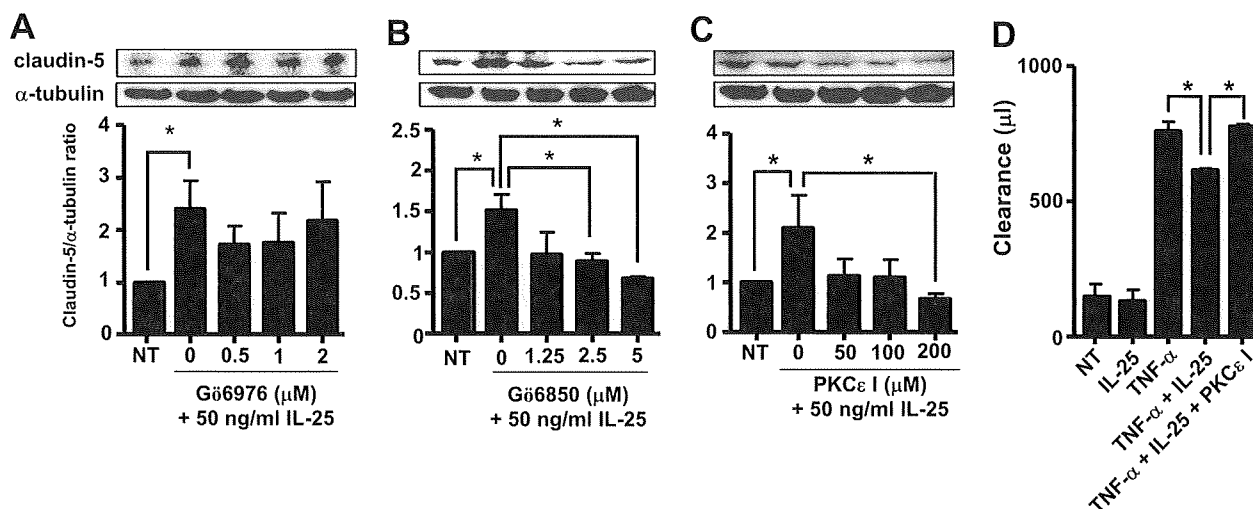 A
B
C
D
claudin-5
α-tubulin
Claudin-5/α-tubulin ratio
4
3
2
1
0
*
NT 0 0.5 1 2
Gö6976 (μM)
+ 50 ng/ml IL-25
2.5
2
1.5
1
0.5
0
* * *
NT 0 1.25 2.5 5
Gö6850 (μM)
+ 50 ng/ml IL-25
4
3
2
1
0
* *
NT 0 50 100 200
PKCε I (μM)
+ 50 ng/ml IL-25
Clearance (μl)
1000
500
0
* *
NT
IL-25
TNF-α
TNF-α + IL-25
TNF-α + IL-25 + PKCε I